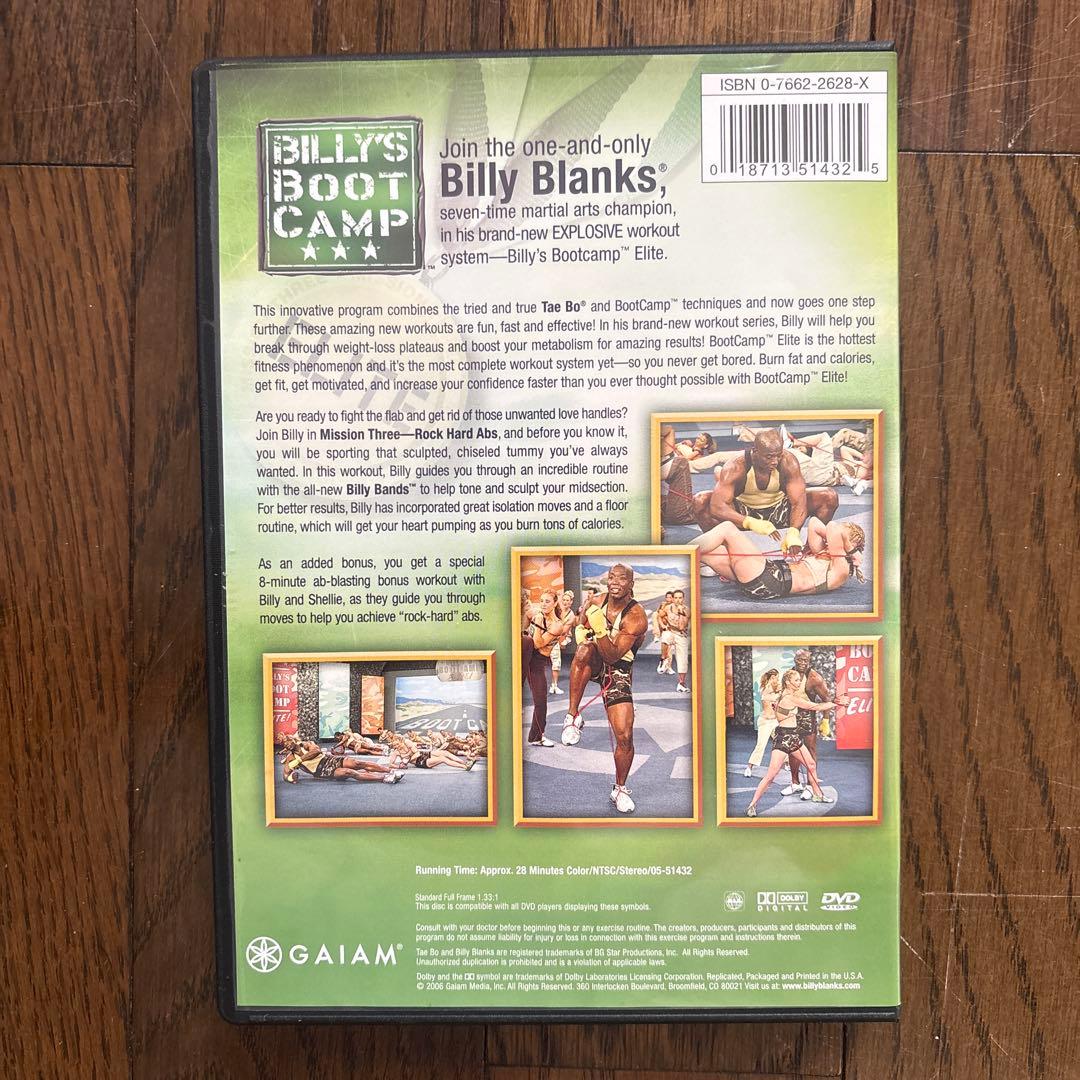 ISBN 0-7662-2628-X
0 18713 51432 5
BILLY'S
BOOT
CAMP
™
Join the one-and-only
Billy Blanks,®
seven-time martial arts champion,
in his brand-new EXPLOSIVE workout
system—Billy's Bootcamp™ Elite.
This innovative program combines the tried and true Tae Bo® and BootCamp™ techniques and now goes one step
further. These amazing new workouts are fun, fast and effective! In his brand-new workout series, Billy will help you
break through weight-loss plateaus and boost your metabolism for amazing results! BootCamp™ Elite is the hottest
fitness phenomenon and it's the most complete workout system yet—so you never get bored. Burn fat and calories,
get fit, get motivated, and increase your confidence faster than you ever thought possible with BootCamp™ Elite!
ELITE
Are you ready to fight the flab and get rid of those unwanted love handles?
Join Billy in Mission Three—Rock Hard Abs, and before you know it,
you will be sporting that sculpted, chiseled tummy you've always
wanted. In this workout, Billy guides you through an incredible routine
with the all-new Billy Bands™ to help tone and sculpt your midsection.
For better results, Billy has incorporated great isolation moves and a floor
routine, which will get your heart pumping as you burn tons of calories.
As an added bonus, you get a special
8-minute ab-blasting bonus workout with
Billy and Shellie, as they guide you through
moves to help you achieve "rock-hard" abs.
LY'S
OT
MP
TE!
BOOT CA
BO
CA
ELI
Running Time: Approx. 28 Minutes Color/NTSC/Stereo/05-51432
Standard Full Frame 1.33:1
This disc is compatible with all DVD players displaying these symbols.
DOLBY
DIGITAL
DVD
VIDEO
Consult with your doctor before beginning this or any exercise routine. The creators, producers, participants and distributors of this
program do not assume liability for injury or loss in connection with this exercise program and instructions therein.
GAIAM®
Tae Bo and Billy Blanks are registered trademarks of BG Star Productions, Inc. All Rights Reserved.
Unauthorized duplication is prohibited and is a violation of applicable laws.
Dolby and the DD symbol are trademarks of Dolby Laboratories Licensing Corporation. Replicated, Packaged and Printed in the U.S.A.
© 2006 Gaiam Media, Inc. All Rights Reserved. 360 Interlocken Boulevard, Broomfield, CO 80021 Visit us at: www.billyblanks.com